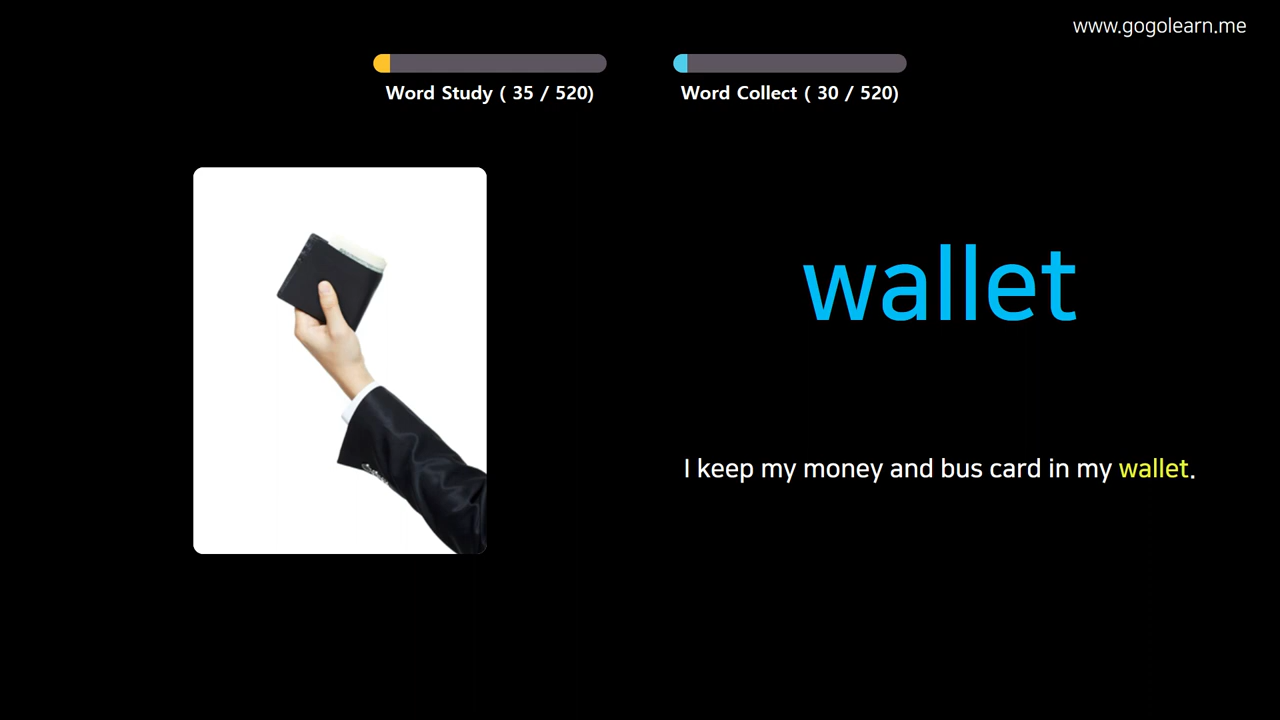 www.gogolearn.me
Word Study ( 35 / 520)
Word Collect ( 30 / 520)
wallet
I keep my money and bus card in my wallet.